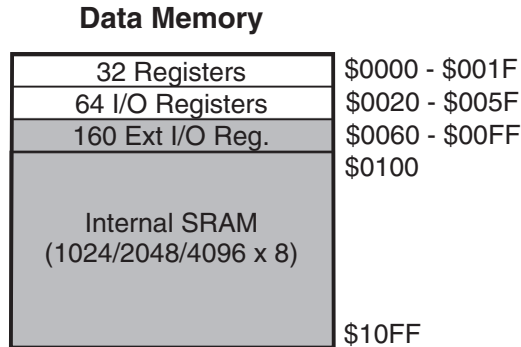 Data Memory
32 Registers $0000 - $001F
64 I/O Registers $0020 - $005F
160 Ext I/O Reg. $0060 - $00FF
$0100
Internal SRAM
(1024/2048/4096 x 8)
$10FF